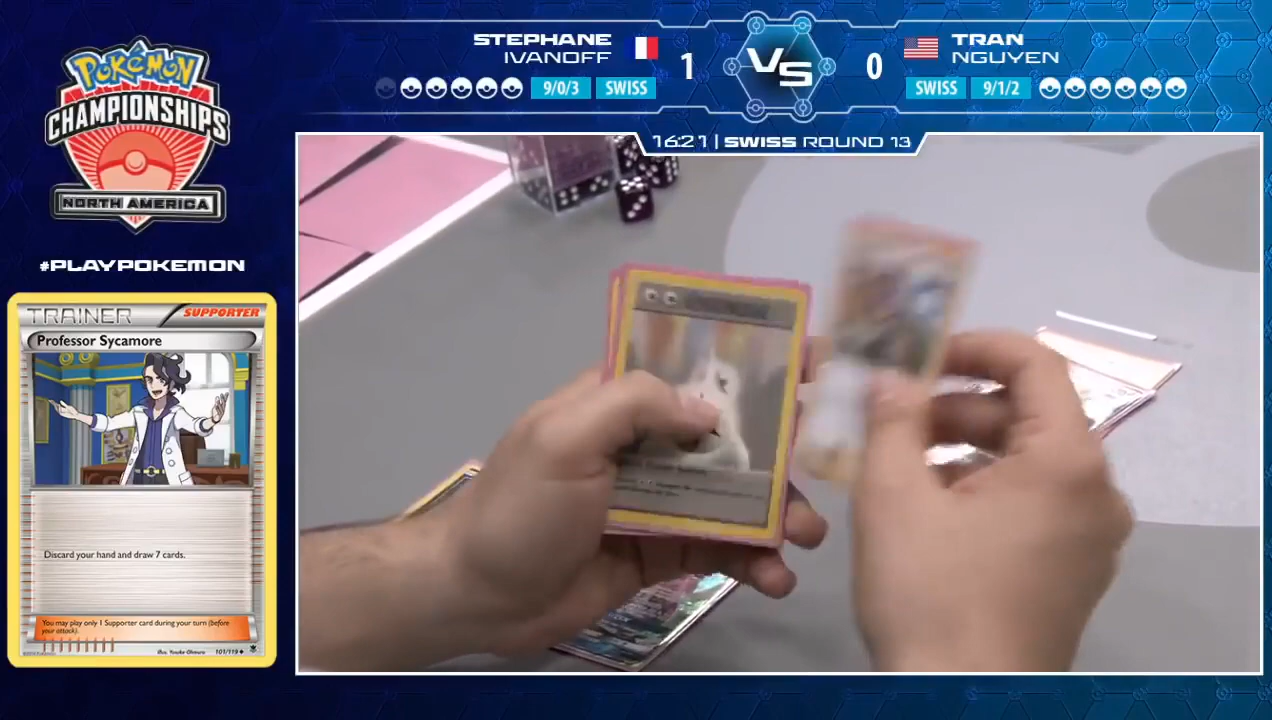 Pokémon
CHAMPIONSHIPS
NORTH AMERICA
#PLAYPOKEMON
STEPHANE
IVANOFF
1
VS
0
TRAN
NGUYEN
9/0/3
SWISS
SWISS
9/1/2
16:21 | SWISS ROUND 13
TRAINER
SUPPORTER
Professor Sycamore
Discard your hand and draw 7 cards.
You may play only 1 Supporter card during your turn (before
your attack).
101/119